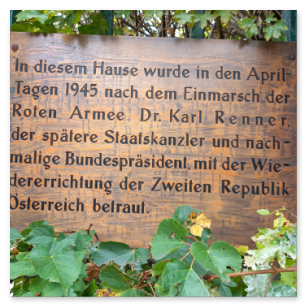 In diesem Hause wurde in den April-
Tagen 1945 nach dem Einmarsch der
Roten Armee, Dr. Karl Renner,
der spätere Staatskanzler und nach-
malige Bundespräsident, mit der Wie-
dererrichtung der Zweiten Republik
Österreich betraut.